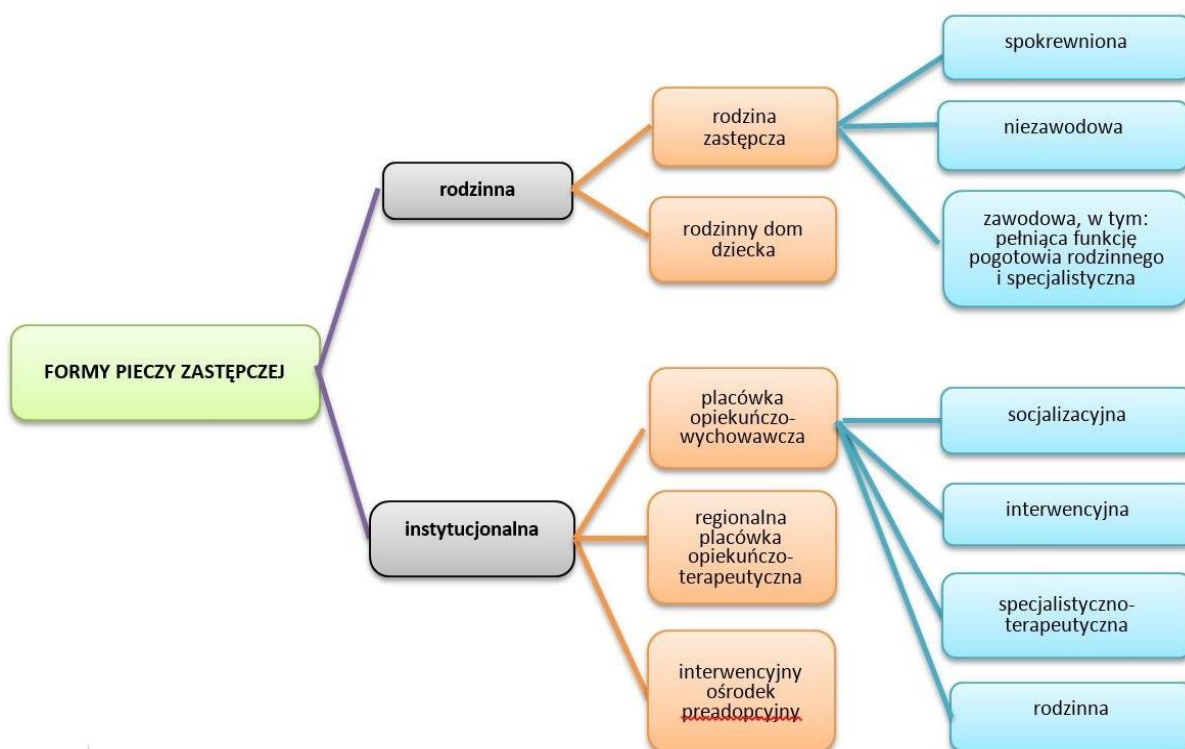 FORMY PIECZY ZASTĘPCZEJ
rodzinna
rodzina
zastępcza
spokrewniona
niezawodowa
zawodowa, w tym:
pełniąca funkcję
pogotowia rodzinnego
i specjalistyczna
rodzinny dom
dziecka
instytucjonalna
placówka
opiekuńczo-
wychowawcza
socjalizacyjna
interwencyjna
specjalistyczno-
terapeutyczna
rodzinna
regionalna
placówka
opiekuńczo-
terapeutyczna
interwencyjny
ośrodek
preadopcyjny